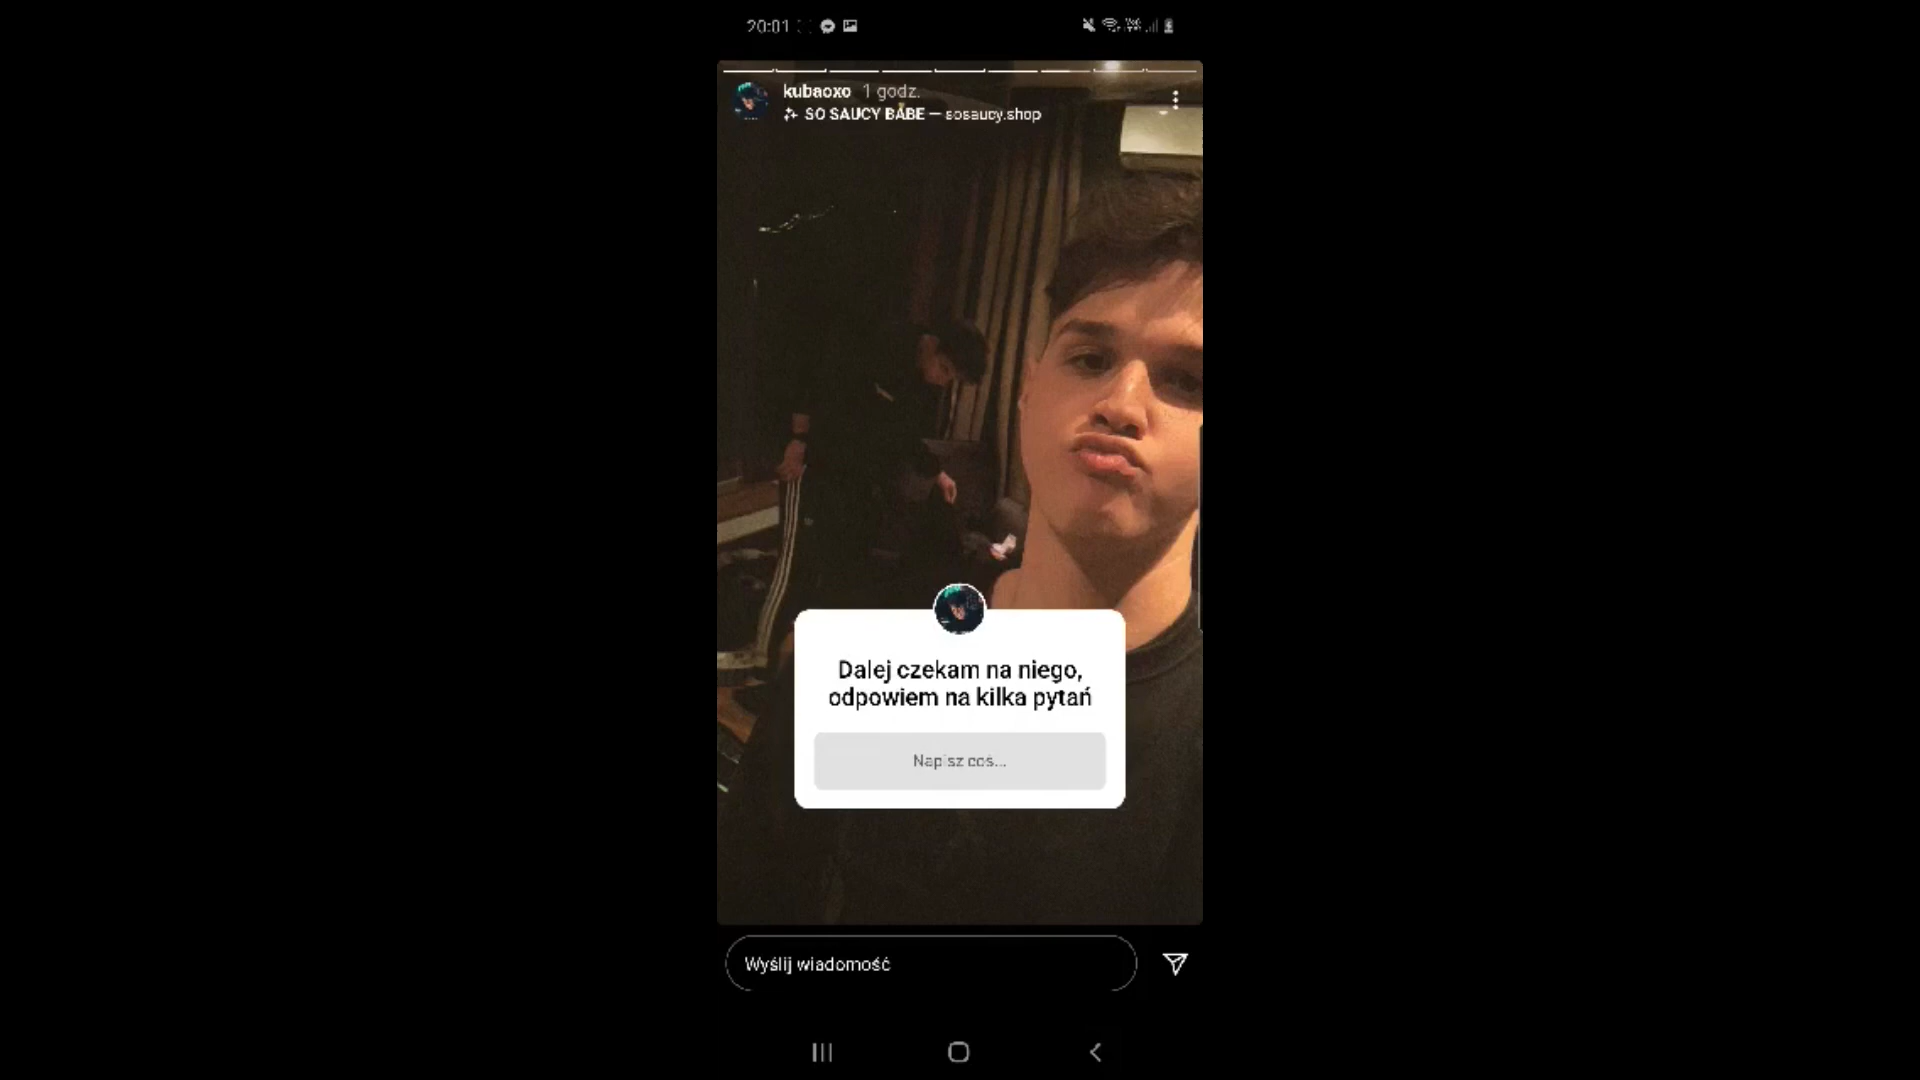 20:01
kubaoxo 1 godz.
SO SAUCY BABE — sosaucy.shop
Dalej czekam na niego,
odpowiem na kilka pytań
Napisz coś...
Wyślij wiadomość